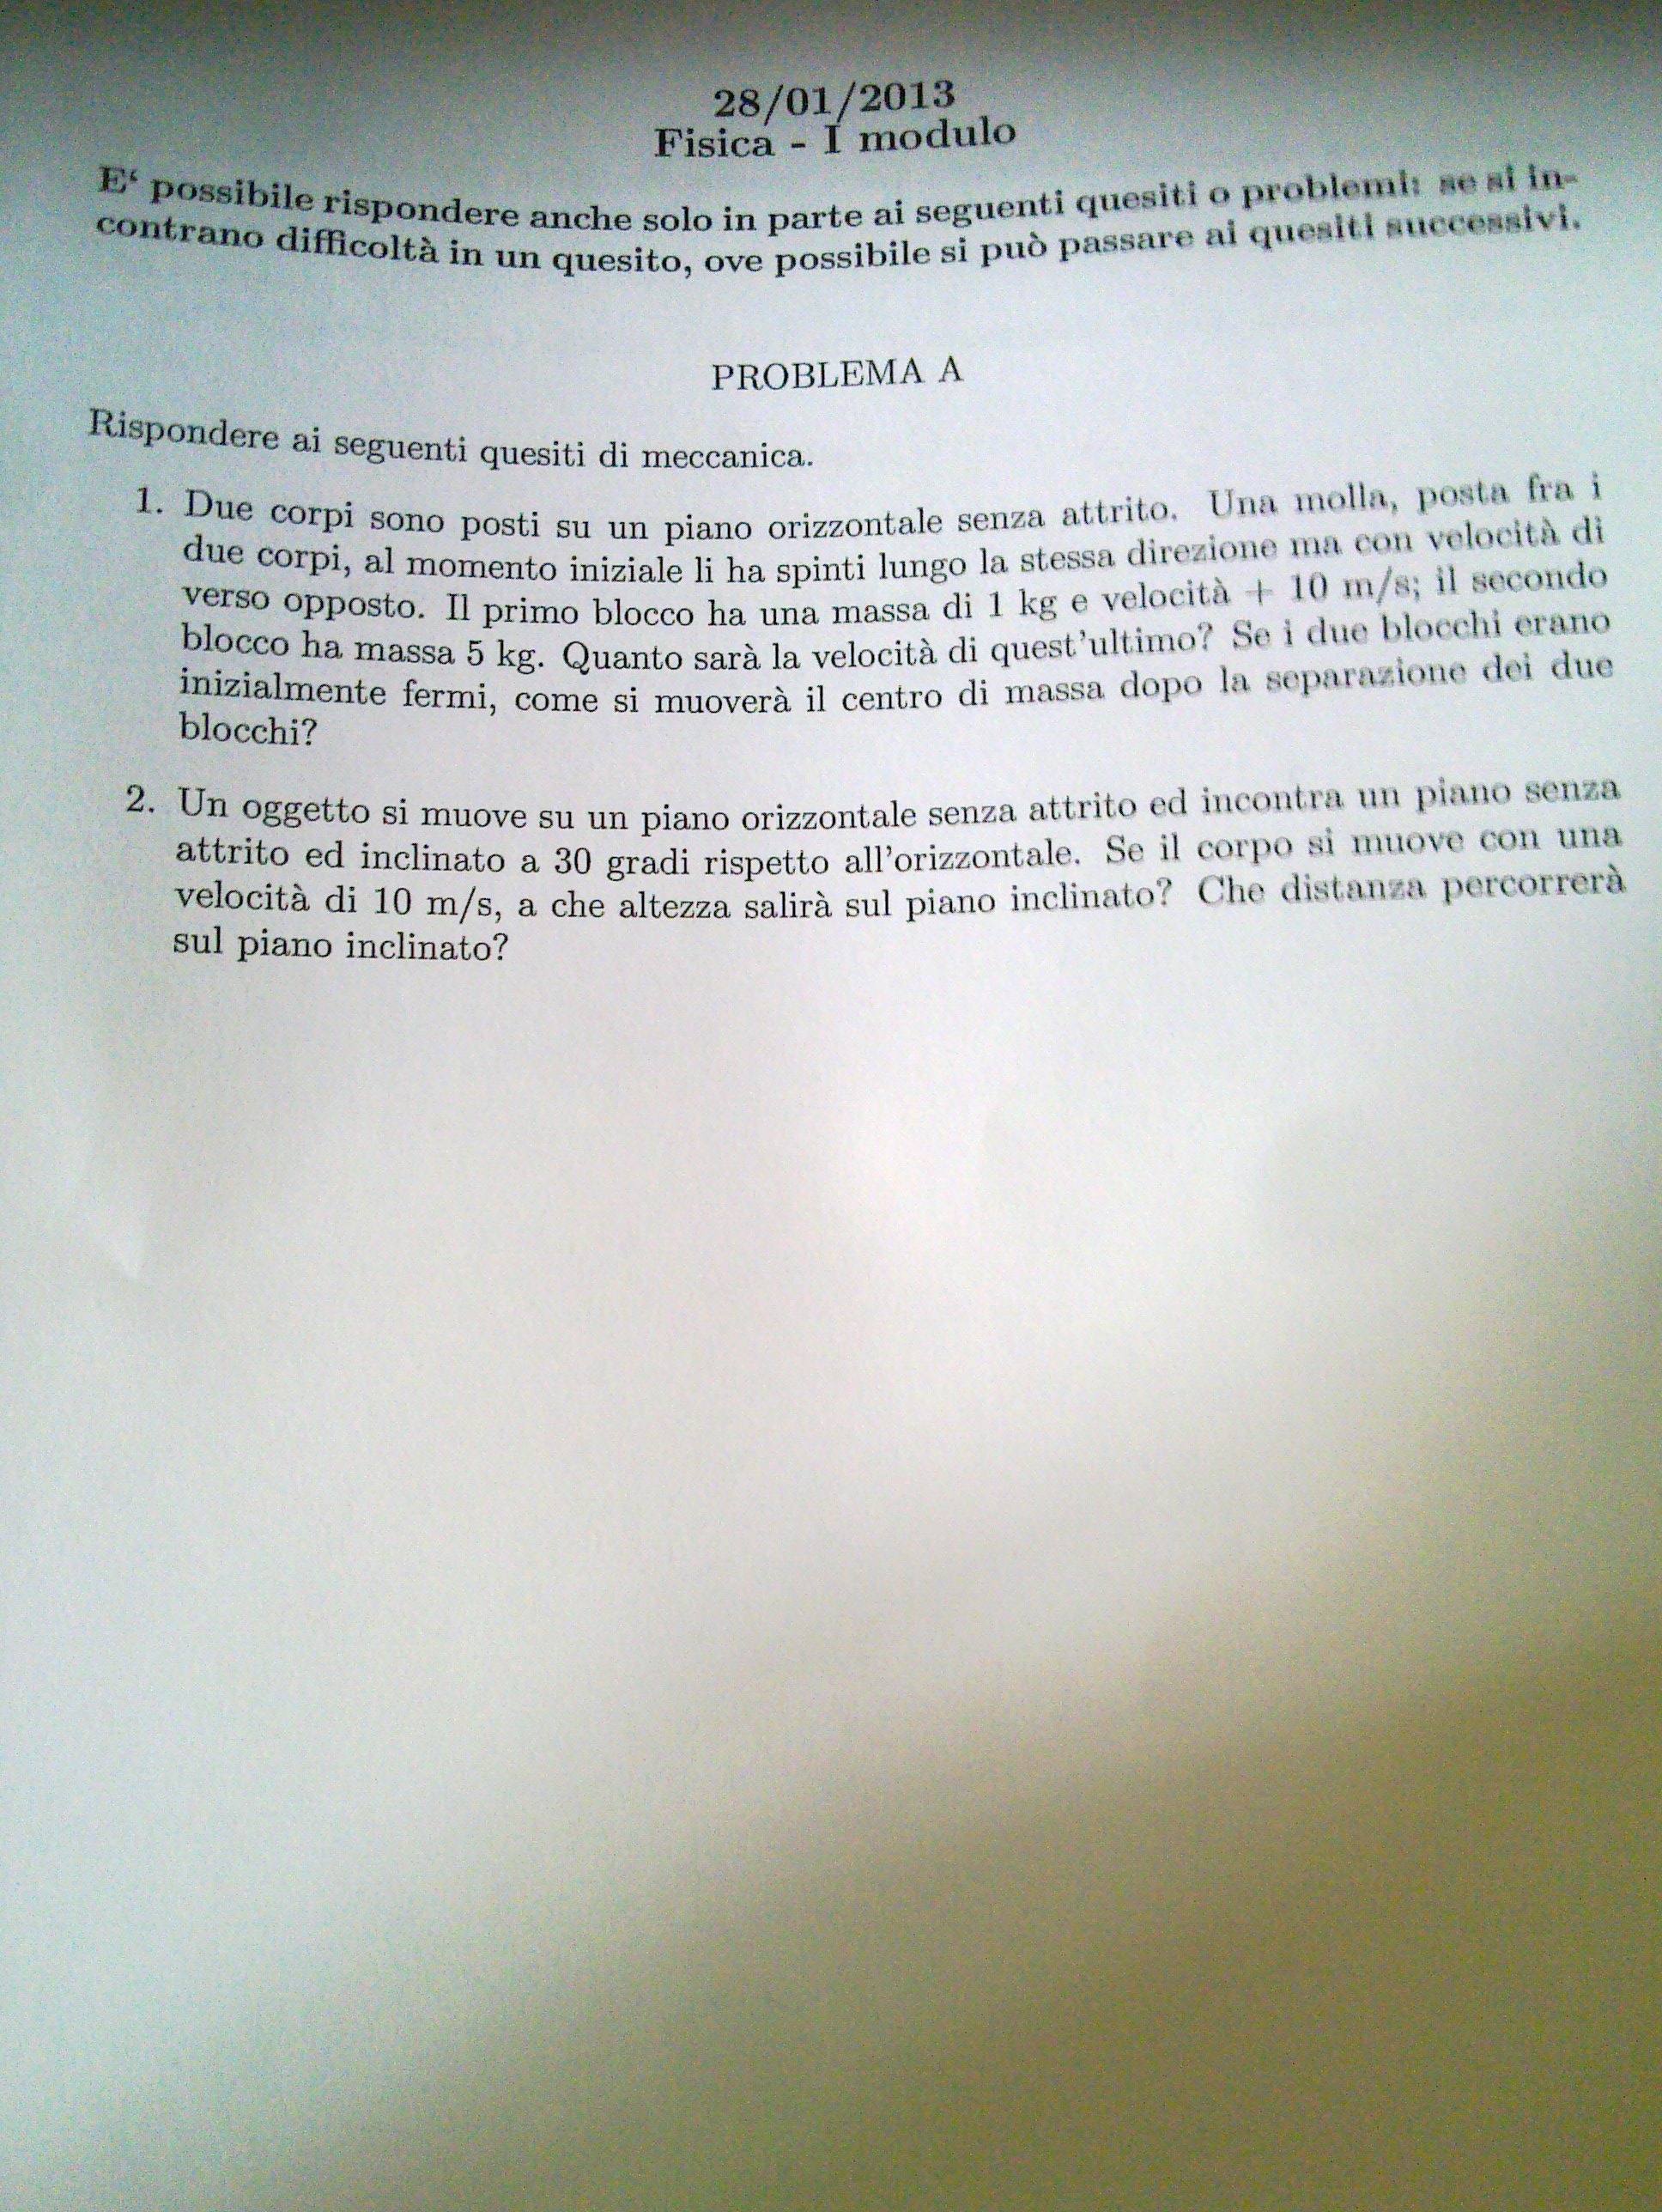 28/01/2013
Fisica - I modulo
E‘ possibile rispondere anche solo in parte ai seguenti quesiti o problemi: se si in-
contrano difficoltà in un quesito, ove possibile si può passare ai quesiti successivi.
PROBLEMA A
Rispondere ai seguenti quesiti di meccanica.
1. Due corpi sono posti su un piano orizzontale senza attrito. Una molla, posta fra i
due corpi, al momento iniziale li ha spinti lungo la stessa direzione ma con velocità di
verso opposto. Il primo blocco ha una massa di 1 kg e velocità + 10 m/s; il secondo
blocco ha massa 5 kg. Quanto sarà la velocità di quest'ultimo? Se i due blocchi erano
inizialmente fermi, come si muoverà il centro di massa dopo la separazione dei due
blocchi?
2. Un oggetto si muove su un piano orizzontale senza attrito ed incontra un piano senza
attrito ed inclinato a 30 gradi rispetto all'orizzontale. Se il corpo si muove con una
velocità di 10 m/s, a che altezza salirà sul piano inclinato? Che distanza percorrerà
sul piano inclinato?